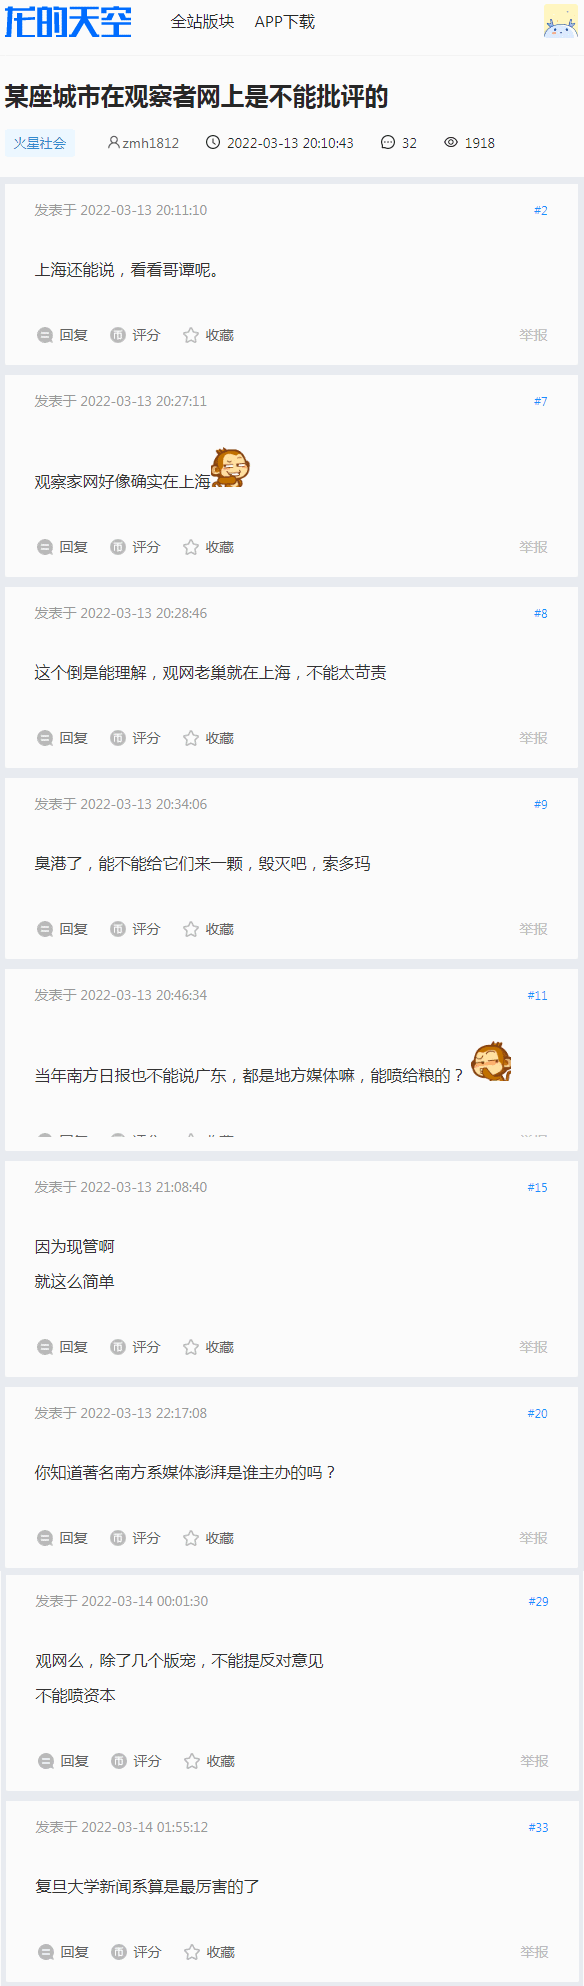 龙的天空 全站版块 APP下载
某座城市在观察者网上是不能批评的
火星社会 zmh1812 2022-03-13 20:10:43 32 1918
发表于 2022-03-13 20:11:10 #2
上海还能说，看看哥谭呢。
回复 评分 收藏 举报
发表于 2022-03-13 20:27:11 #7
观察家网好像确实在上海
回复 评分 收藏 举报
发表于 2022-03-13 20:28:46 #8
这个倒是能理解，观网老巢就在上海，不能太苛责
回复 评分 收藏 举报
发表于 2022-03-13 20:34:06 #9
臭港了，能不能给它们来一颗，毁灭吧，索多玛
回复 评分 收藏 举报
发表于 2022-03-13 20:46:34 #11
当年南方日报也不能说广东，都是地方媒体嘛，能喷给粮的？
发表于 2022-03-13 21:08:40 #15
因为现管啊
就这么简单
回复 评分 收藏 举报
发表于 2022-03-13 22:17:08 #20
你知道著名南方系媒体澎湃是谁主办的吗？
回复 评分 收藏 举报
发表于 2022-03-14 00:01:30 #29
观网么，除了几个版宠，不能提反对意见
不能喷资本
回复 评分 收藏 举报
发表于 2022-03-14 01:55:12 #33
复旦大学新闻系算是最厉害的了
回复 评分 收藏 举报